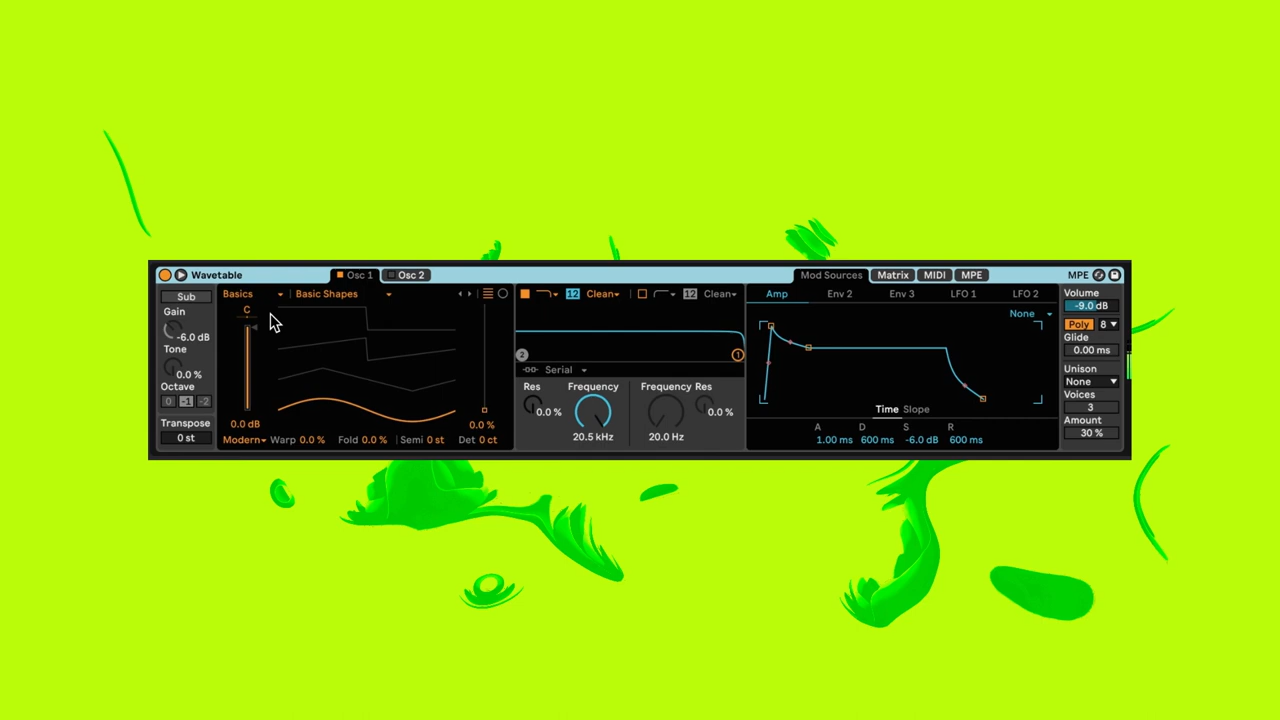 Wavetable
Osc 1
Osc 2
Mod Sources
Matrix
MIDI
MPE
MPE
Sub
Gain
-6.0 dB
Tone
0.0 %
Octave
0 -1 -2
Transpose
0 st
Basics
Basic Shapes
C
0.0 dB
0.0 %
Modern Warp 0.0 % Fold 0.0 % Semi 0 st Det 0 ct
12 Clean
12 Clean
2
1
Serial
Res
0.0 %
Frequency
20.5 kHz
Frequency
20.0 Hz
Res
0.0 %
Amp Env 2 Env 3 LFO 1 LFO 2
None
Time Slope
A D S R
1.00 ms 600 ms -6.0 dB 600 ms
Volume
-9.0 dB
Poly 8
Glide
0.00 ms
Unison
None
Voices
3
Amount
30 %